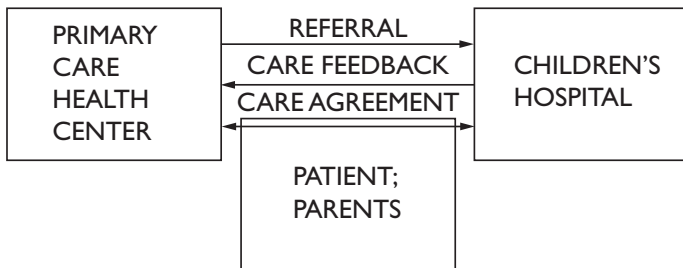 PRIMARY
CARE
HEALTH
CENTER
REFERRAL
CARE FEEDBACK
CARE AGREEMENT
CHILDREN'S
HOSPITAL
PATIENT;
PARENTS